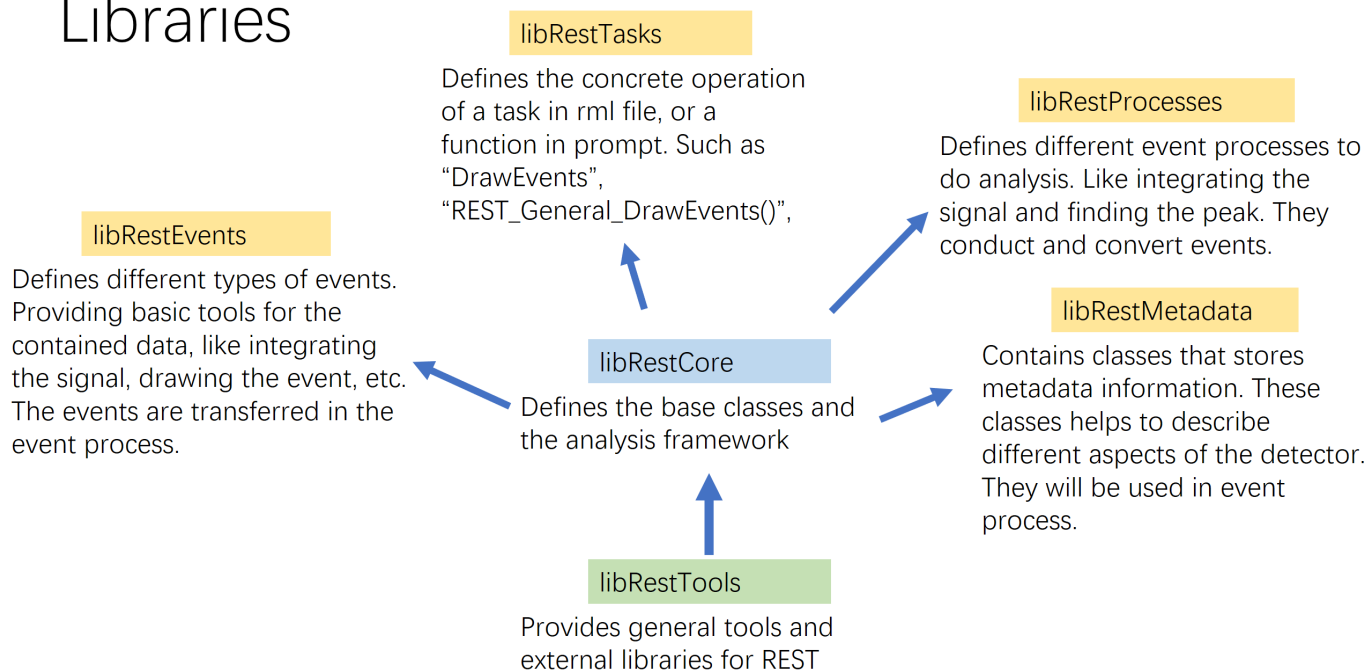 Libraries
libRestTasks
Defines the concrete operation
of a task in rml file, or a
function in prompt. Such as
“DrawEvents”,
“REST_General_DrawEvents()”,
libRestProcesses
Defines different event processes to
do analysis. Like integrating the
signal and finding the peak. They
conduct and convert events.
libRestEvents
Defines different types of events.
Providing basic tools for the
contained data, like integrating
the signal, drawing the event, etc.
The events are transferred in the
event process.
libRestMetadata
Contains classes that stores
metadata information. These
classes helps to describe
different aspects of the detector.
They will be used in event
process.
libRestCore
Defines the base classes and
the analysis framework
libRestTools
Provides general tools and
external libraries for REST